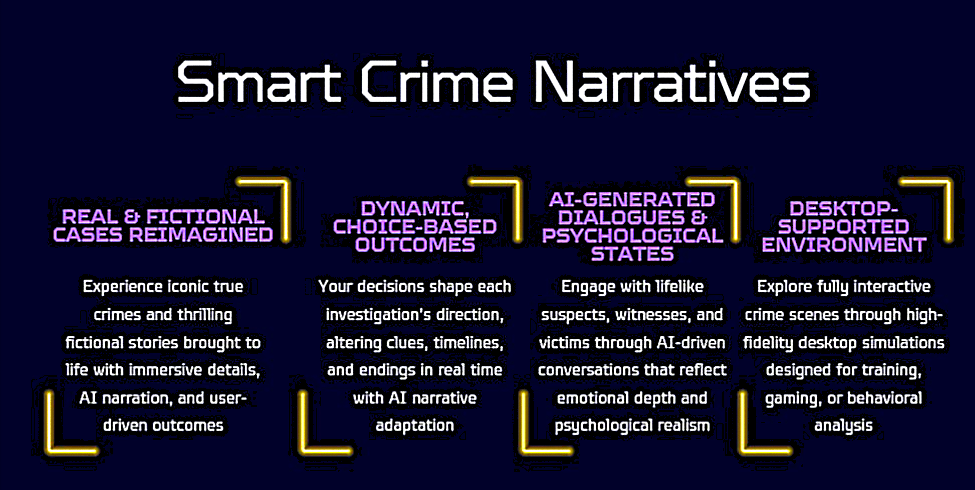 Smart Crime Narratives
REAL & FICTIONAL
CASES REIMAGINED
Experience iconic true
crimes and thrilling
fictional stories brought to
life with immersive details,
AI narration, and user-
driven outcomes
DYNAMIC,
CHOICE-BASED
OUTCOMES
Your decisions shape each
investigation's direction,
altering clues, timelines,
and endings in real time
with AI narrative
adaptation
AI-GENERATED
DIALOGUES &
PSYCHOLOGICAL
STATES
Engage with lifelike
suspects, witnesses, and
victims through AI-driven
conversations that reflect
emotional depth and
psychological realism
DESKTOP-
SUPPORTED
ENVIRONMENT
Explore fully interactive
crime scenes through high-
fidelity desktop simulations
designed for training,
gaming, or behavioral
analysis